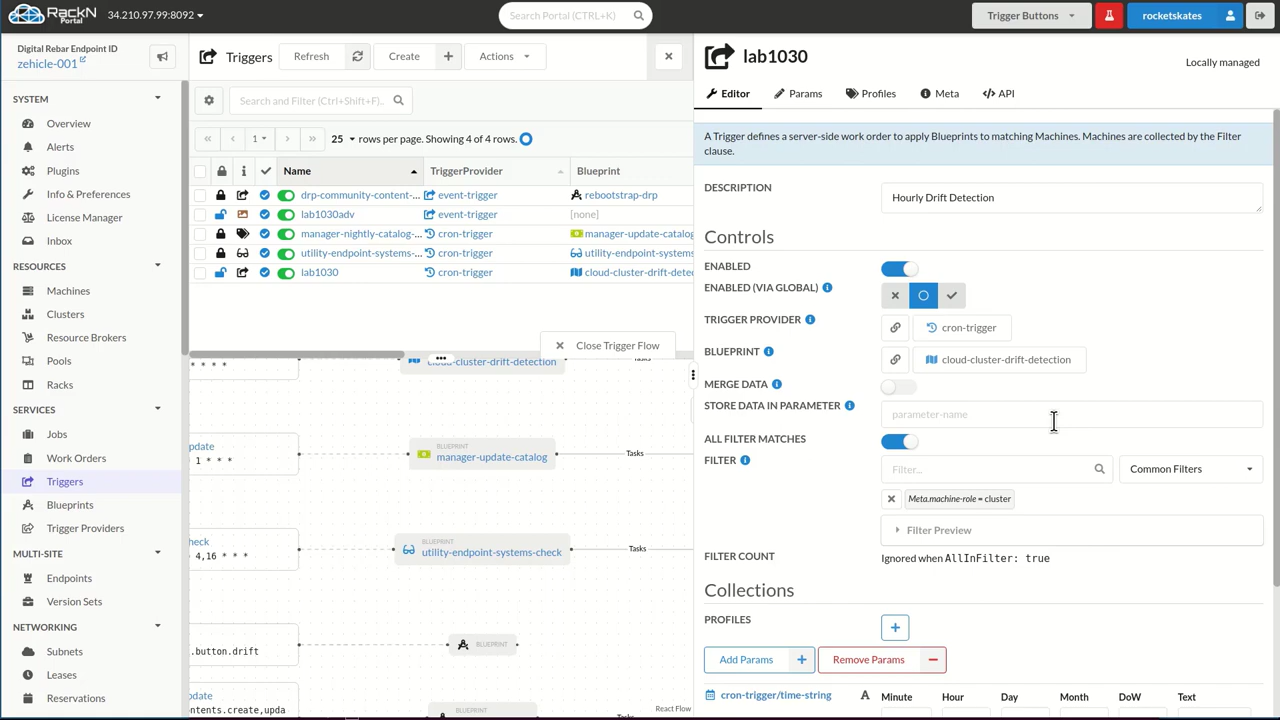 RackN
Portal
34.210.97.99:8092
Search Portal (CTRL+K)
Trigger Buttons
rocketskates
Digital Rebar Endpoint ID
zehicle-001
SYSTEM
Overview
Alerts
Plugins
Info & Preferences
License Manager
Inbox
RESOURCES
Machines
Clusters
Resource Brokers
Pools
Racks
SERVICES
Jobs
Work Orders
Triggers
Blueprints
Trigger Providers
MULTI-SITE
Endpoints
Version Sets
NETWORKING
Subnets
Leases
Reservations
Triggers
Refresh
Create
Actions
Search and Filter (Ctrl+Shift+F)..
1
25 rows per page. Showing 4 of 4 rows.
Name TriggerProvider Blueprint
drp-community-content-... event-trigger rebootstrap-drp
lab1030adv event-trigger [none]
manager-nightly-catalog-... cron-trigger manager-update-catalog
utility-endpoint-systems-... cron-trigger utility-endpoint-systems
lab1030 cron-trigger cloud-cluster-drift-detec
Close Trigger Flow
* * * *
cloud-cluster-drift-detection
Tasks
update
1 * * *
BLUEPRINT
manager-update-catalog
Tasks
check
4,16 * * *
BLUEPRINT
utility-endpoint-systems-check
Tasks
.button.drift
BLUEPRINT
update
ntents.create,upda
BLUEPRINT
Tasks
React Flow
lab1030
Locally managed
Editor
Params
Profiles
Meta
API
A Trigger defines a server-side work order to apply Blueprints to matching Machines. Machines are collected by the Filter
clause.
DESCRIPTION
Hourly Drift Detection
Controls
ENABLED
ENABLED (VIA GLOBAL)
TRIGGER PROVIDER
cron-trigger
BLUEPRINT
cloud-cluster-drift-detection
MERGE DATA
STORE DATA IN PARAMETER
parameter-name
ALL FILTER MATCHES
FILTER
Filter...
Common Filters
Meta.machine-role = cluster
Filter Preview
FILTER COUNT
Ignored when AllInFilter: true
Collections
PROFILES
Add Params
Remove Params
cron-trigger/time-string
Minute Hour Day Month DoW Text